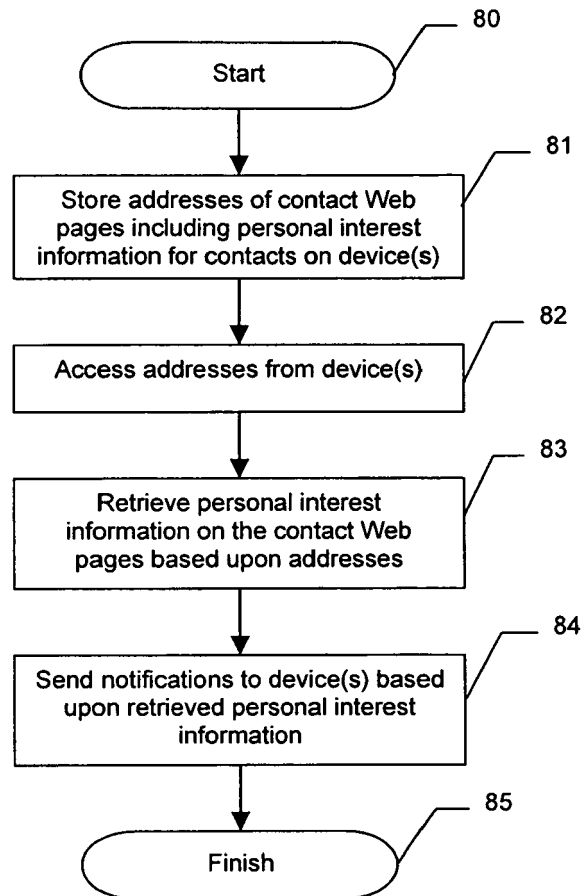 80
Start
81
Store addresses of contact Web
pages including personal interest
information for contacts on device(s)
82
Access addresses from device(s)
83
Retrieve personal interest
information on the contact Web
pages based upon addresses
84
Send notifications to device(s) based
upon retrieved personal interest
information
85
Finish